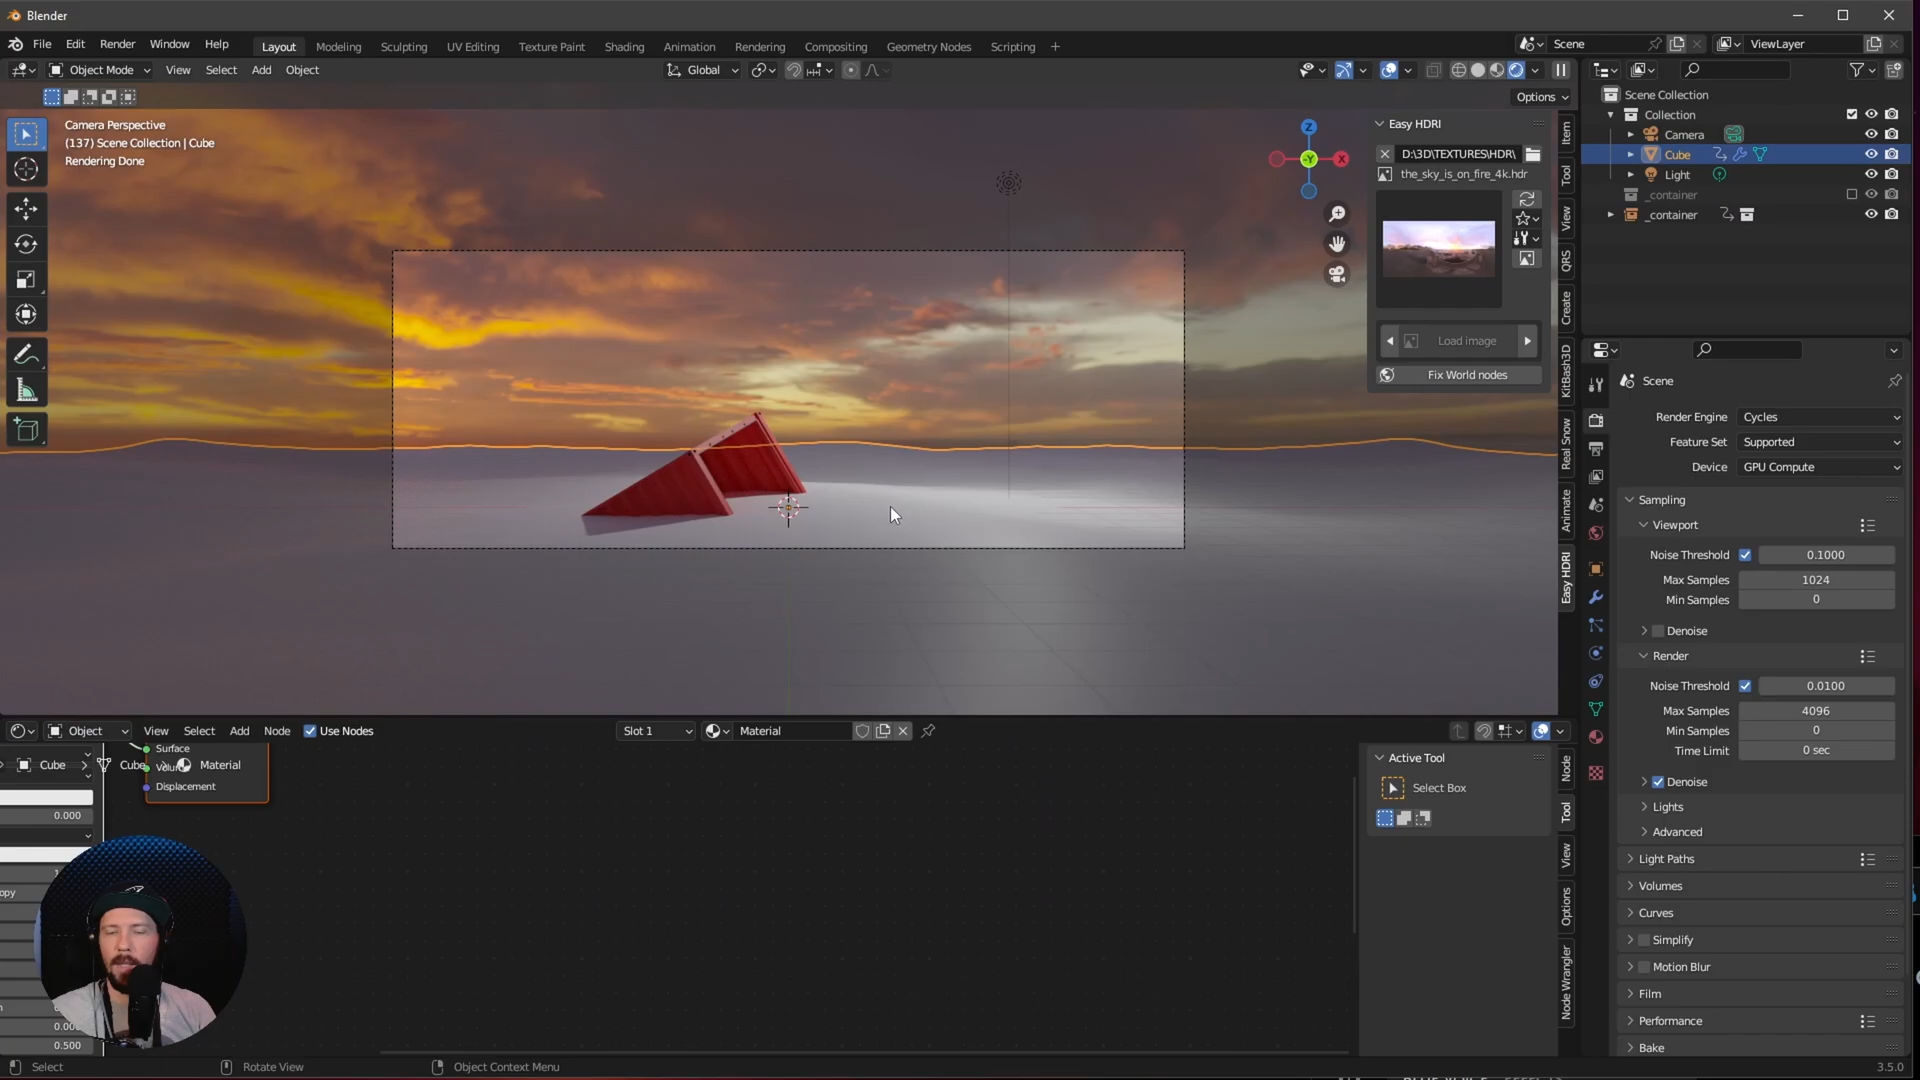 Blender
File Edit Render Window Help Layout Modeling Sculpting UV Editing Texture Paint Shading Animation Rendering Compositing Geometry Nodes Scripting + Scene ViewLayer
Object Mode View Select Add Object Global
Options
Camera Perspective
(137) Scene Collection | Cube
Rendering Done
Z
-Y
X
Easy HDRI
D:\3D\TEXTURES\HDR\
the_sky_is_on_fire_4k.hdr
Load image
Fix World nodes
Item
Tool
View
QRS
Create
KitBash3D
Real Snow
Animate
Easy HDRI
Scene Collection
Collection
Camera
Cube
Light
_container
_container
Scene
Render Engine Cycles
Feature Set Supported
Device GPU Compute
Sampling
Viewport
Noise Threshold 0.1000
Max Samples 1024
Min Samples 0
Denoise
Render
Noise Threshold 0.0100
Max Samples 4096
Min Samples 0
Time Limit 0 sec
Denoise
Lights
Advanced
Light Paths
Volumes
Curves
Simplify
Motion Blur
Film
Performance
Bake
Object View Select Add Node Use Nodes Slot 1 Material
Surface
Cube Cube Material
Displacement
0.000
opy
0.500
Active Tool
Select Box
Node
Tool
View
Options
Node Wrangler
Select Rotate View Object Context Menu 3.5.0